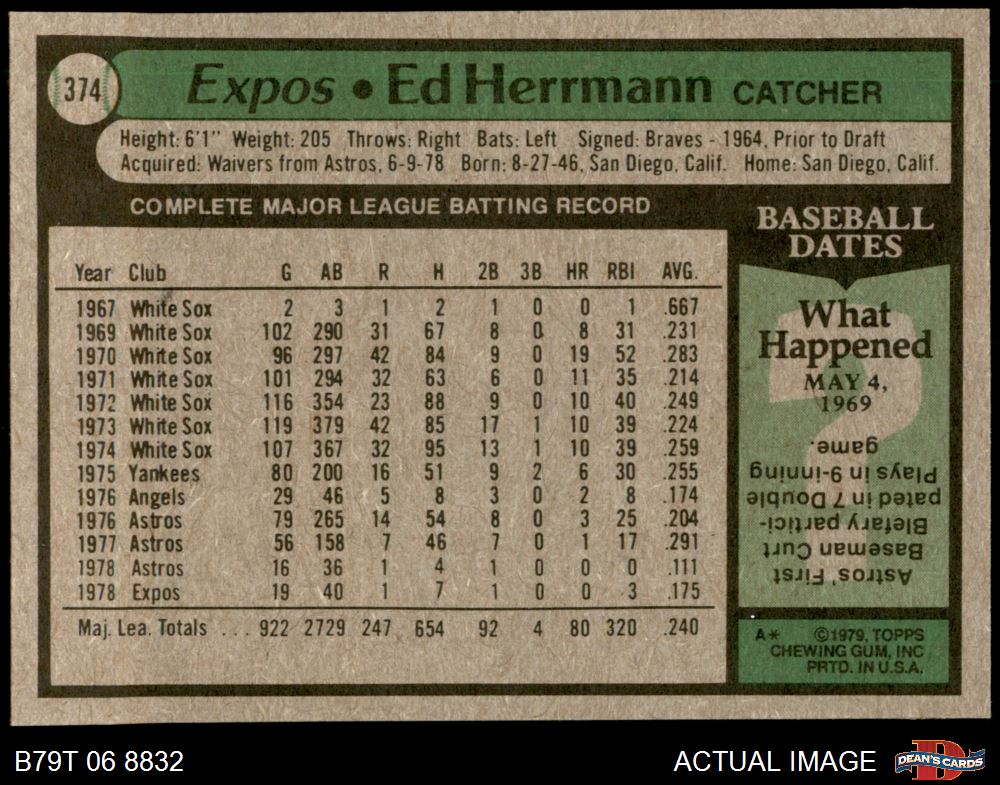 374
Expos • Ed Herrmann CATCHER
Height: 6'1" Weight: 205 Throws: Right Bats: Left Signed: Braves - 1964, Prior to Draft
Acquired: Waivers from Astros, 6-9-78 Born: 8-27-46, San Diego, Calif. Home: San Diego, Calif.
COMPLETE MAJOR LEAGUE BATTING RECORD
Year Club G AB R H 2B 3B HR RBI AVG.
1967 White Sox 2 3 1 2 1 0 0 1 .667
1969 White Sox 102 290 31 67 8 0 8 31 .231
1970 White Sox 96 297 42 84 9 0 19 52 .283
1971 White Sox 101 294 32 63 6 0 11 35 .214
1972 White Sox 116 354 23 88 9 0 10 40 .249
1973 White Sox 119 379 42 85 17 1 10 39 .224
1974 White Sox 107 367 32 95 13 1 10 39 .259
1975 Yankees 80 200 16 51 9 2 6 30 .255
1976 Angels 29 46 5 8 3 0 2 8 .174
1976 Astros 79 265 14 54 8 0 3 25 .204
1977 Astros 56 158 7 46 7 0 1 17 .291
1978 Astros 16 36 1 4 1 0 0 0 .111
1978 Expos 19 40 1 7 1 0 0 3 .175
Maj. Lea. Totals ... 922 2729 247 654 92 4 80 320 .240
BASEBALL
DATES
What
Happened
MAY 4,
1969
Astros' First
Baseman Curt
Blefary partici-
pated in 7 Double
Plays in 9-inning
game.
A* ©1979, TOPPS
CHEWING GUM, INC
PRTD. IN U.S.A.
B79T 06 8832
ACTUAL IMAGE
DEAN'S CARDS